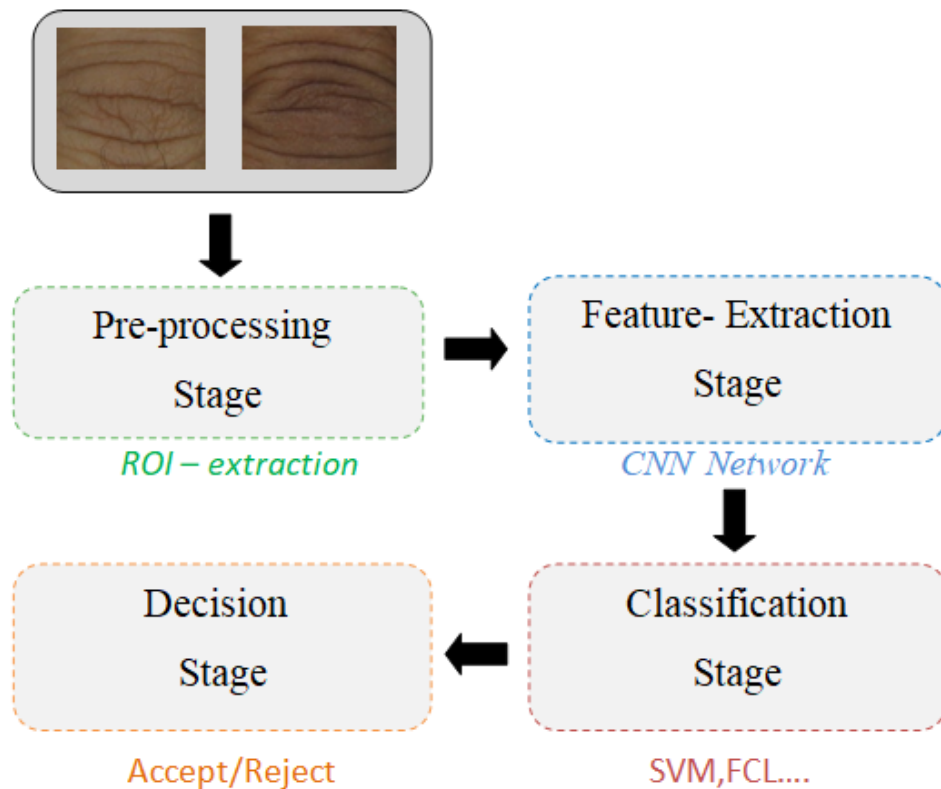 Pre-processing
Stage
ROI – extraction
Feature- Extraction
Stage
CNN Network
Classification
Stage
SVM,FCL....
Decision
Stage
Accept/Reject